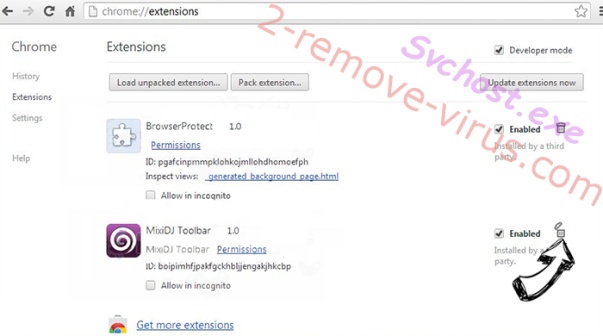 chrome://extensions
Chrome
Extensions
Developer mode
History
Extensions
Settings
Help
Load unpacked extension...
Pack extension...
Update extensions now
BrowserProtect 1.0
Permissions
ID: pgafcinpmmpklohkojmllohdhomoefph
Inspect views: _generated_background_page.html
Allow in incognito
Enabled
Installed by a third
party.
MixiDJ Toolbar 1.0
MixiDJ Toolbar Permissions
ID: boipimhfjpakfgckhbljjengakjhkcbp
Allow in incognito
Enabled
Installed by a
party.
Get more extensions
2-remove-virus.com
Svchost.exe